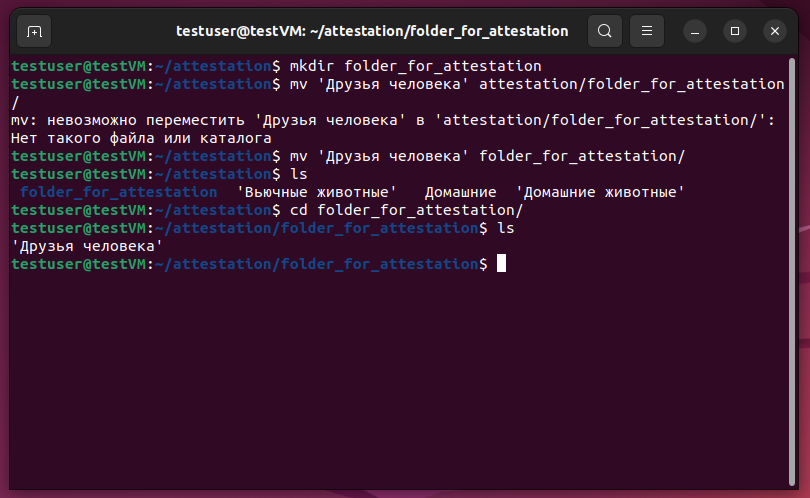 testuser@testVM: ~/attestation/folder_for_attestation
testuser@testVM:~/attestation$ mkdir folder_for_attestation
testuser@testVM:~/attestation$ mv 'Друзья человека' attestation/folder_for_attestation
/
mv: невозможно переместить 'Друзья человека' в 'attestation/folder_for_attestation/':
Нет такого файла или каталога
testuser@testVM:~/attestation$ mv 'Друзья человека' folder_for_attestation/
testuser@testVM:~/attestation$ ls
folder_for_attestation  'Вьючные животные'   Домашние  'Домашние животные'
testuser@testVM:~/attestation$ cd folder_for_attestation/
testuser@testVM:~/attestation/folder_for_attestation$ ls
'Друзья человека'
testuser@testVM:~/attestation/folder_for_attestation$